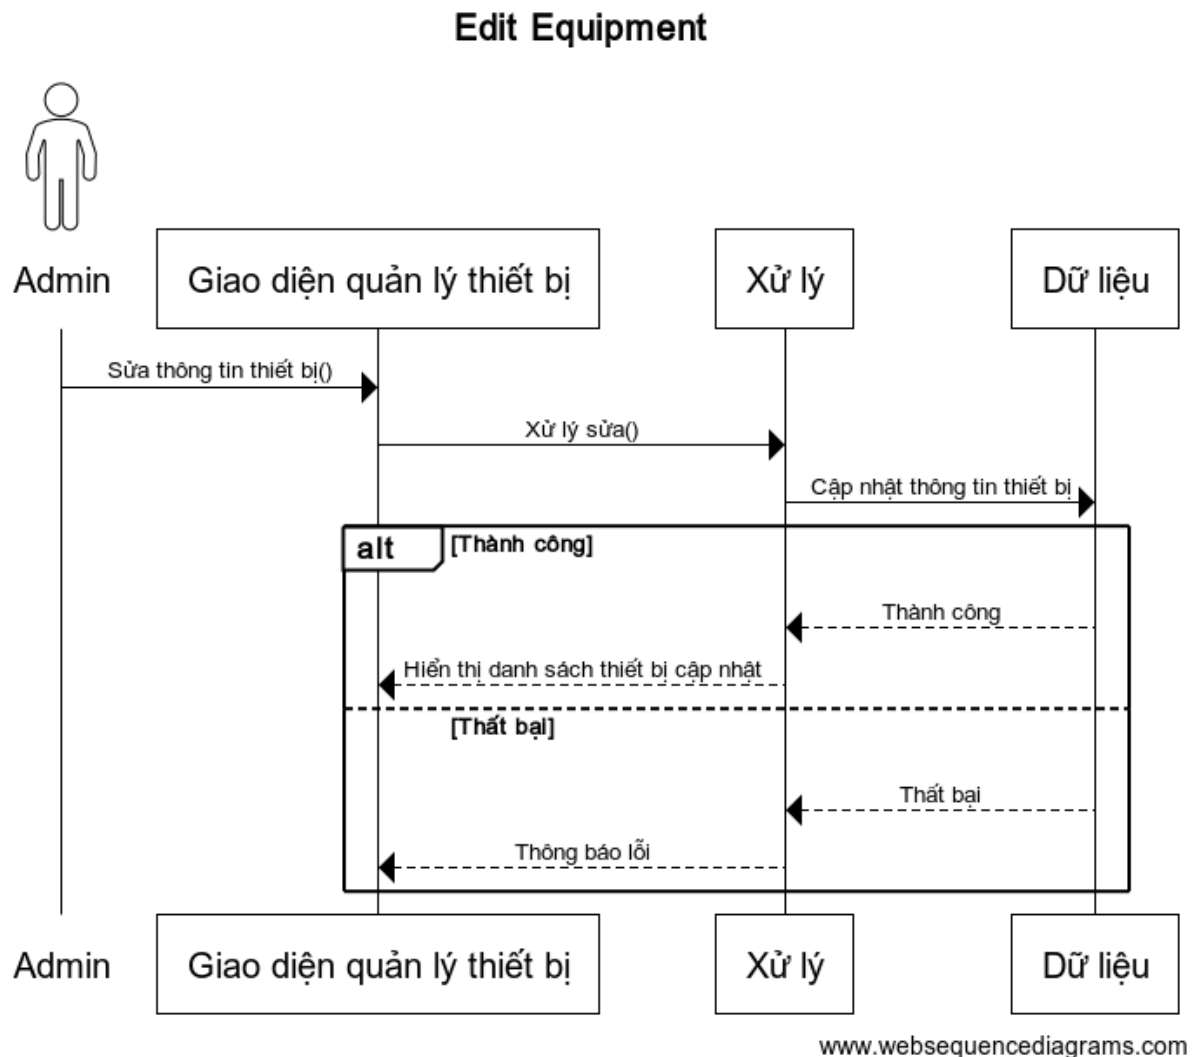 Edit Equipment
Admin
Giao diện quản lý thiết bị
Xử lý
Dữ liệu
Sửa thông tin thiết bị()
Xử lý sửa()
Cập nhật thông tin thiết bị
alt
[Thành công]
Thành công
Hiển thị danh sách thiết bị cập nhật
[Thất bại]
Thất bại
Thông báo lỗi
Admin
Giao diện quản lý thiết bị
Xử lý
Dữ liệu
www.websequencediagrams.com